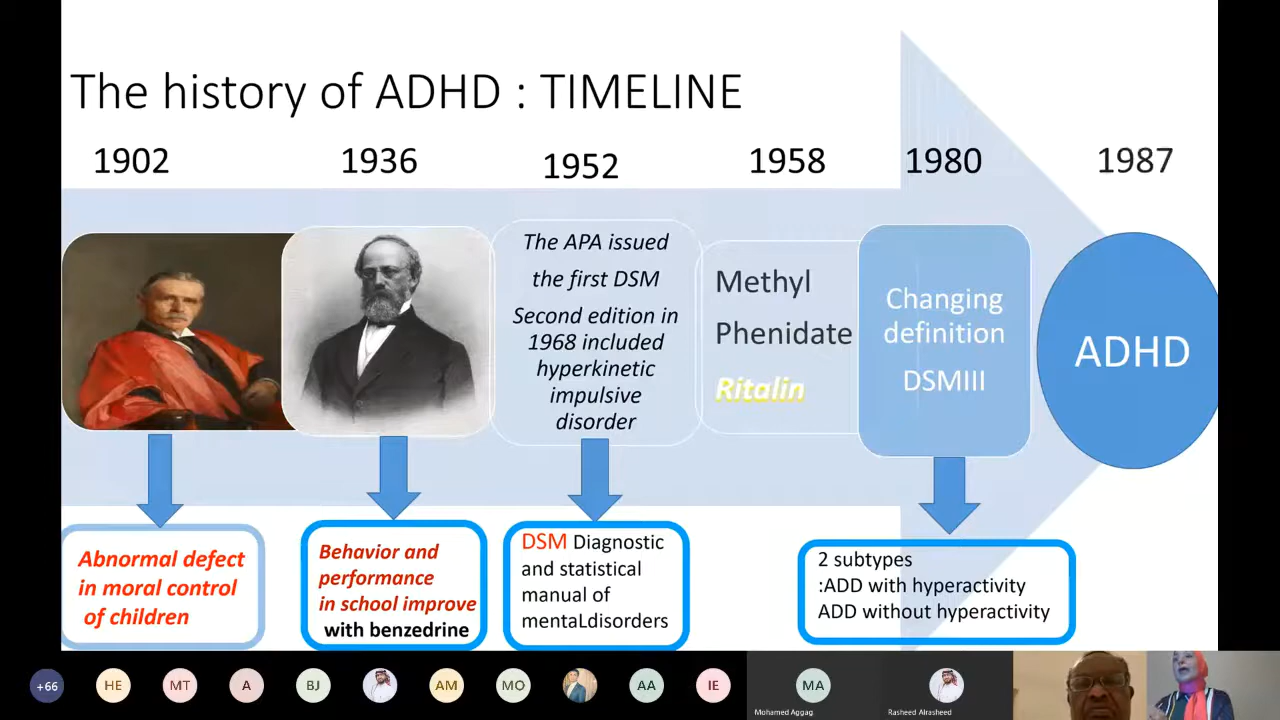 The history of ADHD : TIMELINE
1902
1936
1952
1958
1980
1987
The APA issued
the first DSM
Second edition in
1968 included
hyperkinetic
impulsive
disorder
Methyl
Phenidate
Ritalin
Changing
definition
DSMIII
ADHD
Abnormal defect
in moral control
of children
Behavior and
performance
in school improve
with benzedrine
DSM Diagnostic
and statistical
manual of
mentaLdisorders
2 subtypes
:ADD with hyperactivity
ADD without hyperactivity
+66
HE
MT
A
BJ
AM
MO
AA
IE
MA
Mohamed Aggag
Rasheed Alrasheed